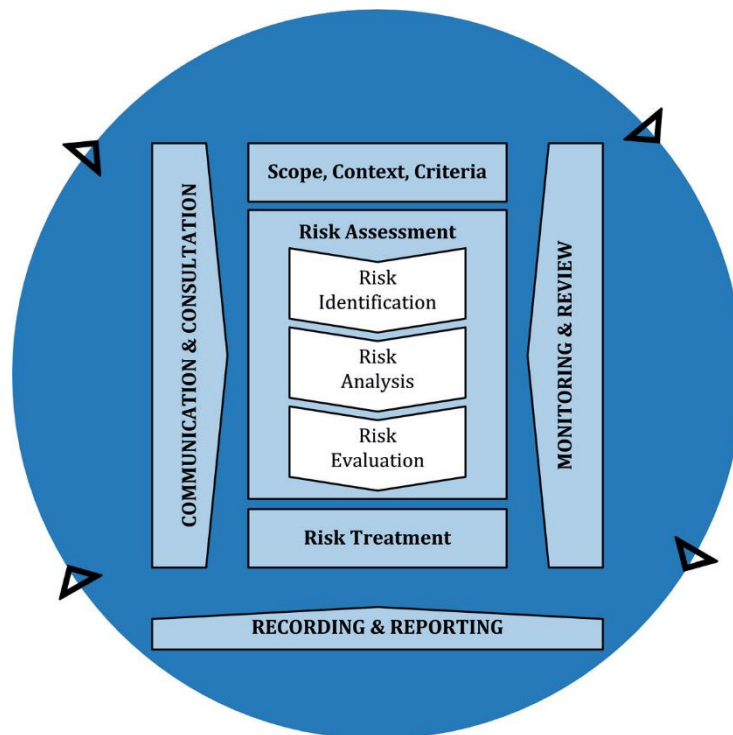 Scope, Context, Criteria
Risk Assessment
Risk
Identification
Risk
Analysis
Risk
Evaluation
Risk Treatment
COMMUNICATION & CONSULTATION
MONITORING & REVIEW
RECORDING & REPORTING